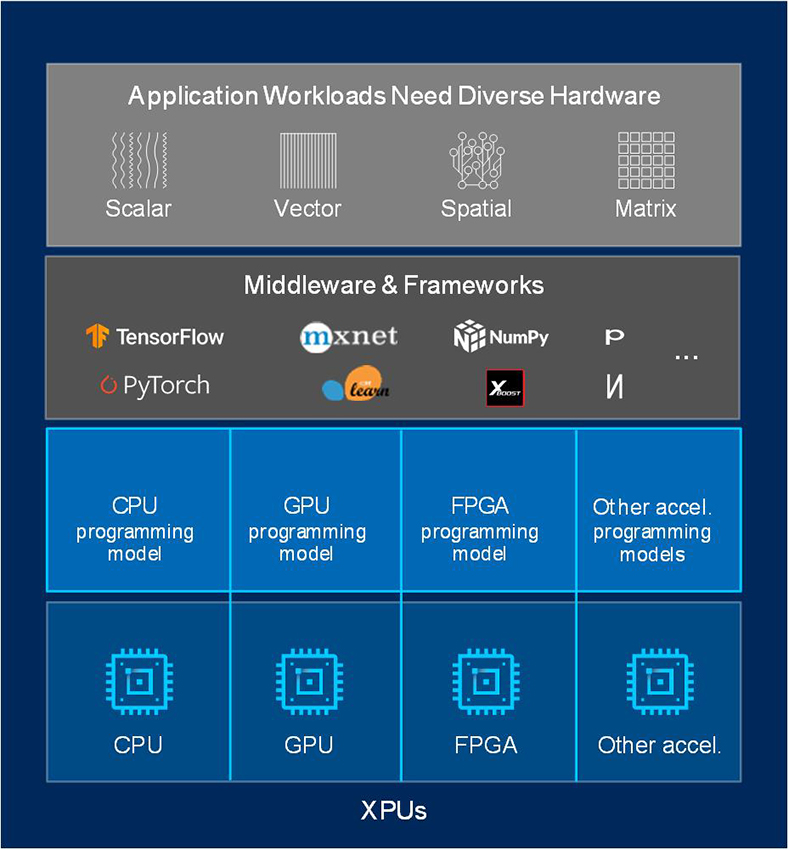 Application Workloads Need Diverse Hardware
Scalar Vector Spatial Matrix
Middleware & Frameworks
TensorFlow mxnet NumPy P ...
PyTorch learn XBOOST И
CPU programming model
GPU programming model
FPGA programming model
Other accel. programming models
CPU GPU FPGA Other accel.
XPUs